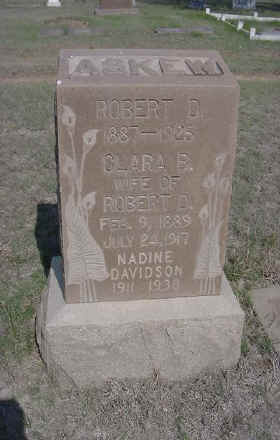 ASKEW
ROBERT D.
1887–1925
CLARA B.
WIFE OF
ROBERT D.
FEB. 9, 1889
JULY 24, 1917
NADINE
DAVIDSON
1911 1930